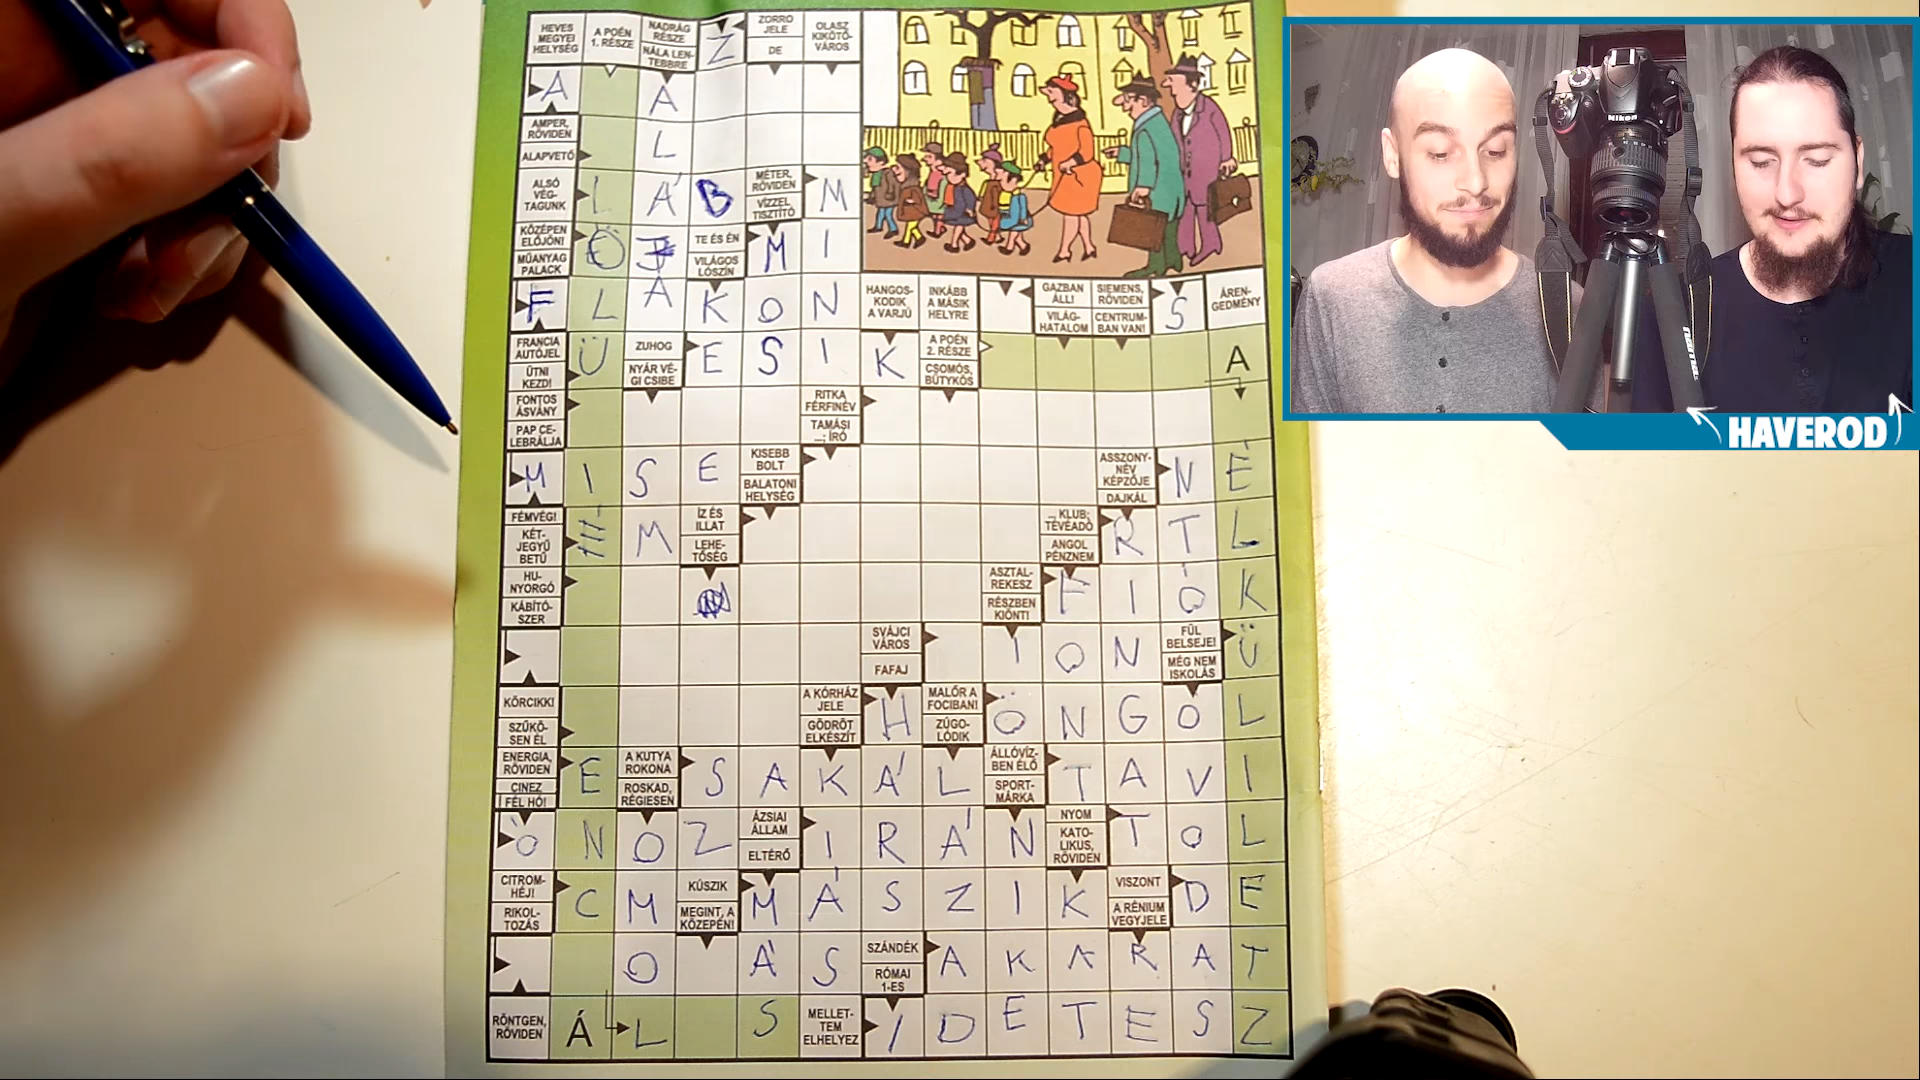 HEVES MEGYEI HELYSÉG
A POÉN 1. RÉSZE
NADRÁG RÉSZE
NÁLA LENTEBBRE
Z
ZORRO JELE
DE
OLASZ KIKÖTŐVÁROS
A A
AMPER, RÖVIDEN
ALAPVETŐ
L
ALSÓ VÉGTAGUNK
L Á B
MÉTER, RÖVIDEN
VÍZZEL TISZTÍTÓ
M
KÖZÉPEN ELŐJÖN!
MŰANYAG PALACK
Ö J
TE ÉS ÉN
VILÁGOS LÓSZÍN
M I
F L A K O N
HANGOSKODIK A VARJÚ
INKÁBB A MÁSIK HELYRE
GAZBAN ÁLL!
VILÁGHATALOM
SIEMENS, RÖVIDEN
CENTRUMBAN VAN!
S
ÁRENGEDMÉNY
FRANCIA AUTÓJEL
ÜTNI KEZD!
Ü
ZUHOG
NYÁR VÉGI CSIBE
E S I K
A POÉN 2. RÉSZE
CSOMÓS, BÜTYKÖS
A
FONTOS ÁSVÁNY
PAP CELEBRÁLJA
RITKA FÉRFINÉV
TAMÁSI ...; ÍRÓ
M I S E
KISEBB BOLT
BALATONI HELYSÉG
ASSZONYNÉV KÉPZŐJE
DAJKÁL
N É
FÉMVÉG!
KÉTJEGYŰ BETŰ
M
ÍZ ÉS ILLAT
LEHETŐSÉG
... KLUB; TÉVÉADÓ
ANGOL PÉNZNEM
R T L
HUNYORGÓ
KÁBÍTÓSZER
ASZTALREKESZ
RÉSZBEN KIÖNT!
F I Ó K
SVÁJCI VÁROS
FAFAJ
I O N
FÜL BELSEJE!
MÉG NEM ISKOLÁS
Ü
KÖRCIKK!
SZŰKÖSEN ÉL
A KÓRHÁZ JELE
GÖDRÖT ELKÉSZÍT
H
MALŐR A FOCIBAN!
ZÚGOLÓDIK
Ö N G Ó L
ENERGIA, RÖVIDEN
CINEZ FÉL HÓ!
E
A KUTYA ROKONA
ROSKAD, RÉGIESEN
S A K Á L
ÁLLÓVÍZBEN ÉLŐ
SPORTMÁRKA
T A V I
Ó N O Z
ÁZSIAI ÁLLAM
ELTÉRŐ
I R Á N
NYOM
KATOLIKUS, RÖVIDEN
T O L
CITROMHÉJ!
RIKOLTOZÁS
C M
KÚSZIK
MEGINT, A KÖZEPÉN!
M Á S Z I K
VISZONT
A RÉNIUM VEGYJELE
D E
O Á S
SZÁNDÉK
RÓMAI 1-ES
A K A R A T
RÖNTGEN, RÖVIDEN
Á L S
MELLETTEM ELHELYEZ
I D E T E S Z
Nikon
HAVEROD